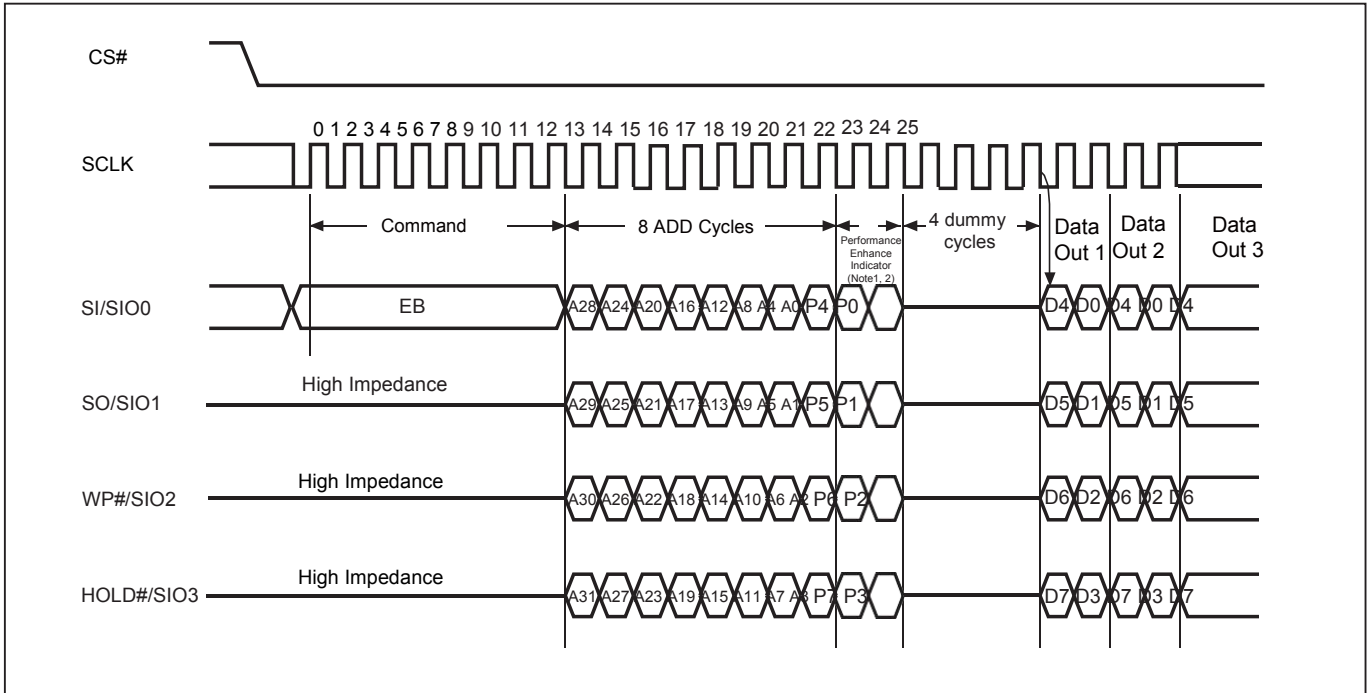 CS#
0 1 2 3 4 5 6 7 8 9 10 11 12 13 14 15 16 17 18 19 20 21 22 23 24 25
SCLK
Command
8 ADD Cycles
Performance
Enhance
Indicator
(Note1, 2)
4 dummy
cycles
Data
Out 1
Data
Out 2
Data
Out 3
SI/SIO0
EB
A28 A24 A20 A16 A12 A8 A4 A0 P4 P0
D4 D0 D4 D0 D4
High Impedance
SO/SIO1
A29 A25 A21 A17 A13 A9 A5 A1 P5 P1
D5 D1 D5 D1 D5
High Impedance
WP#/SIO2
A30 A26 A22 A18 A14 A10 A6 A2 P6 P2
D6 D2 D6 D2 D6
High Impedance
HOLD#/SIO3
A31 A27 A23 A19 A15 A11 A7 A3 P7 P3
D7 D3 D7 D3 D7